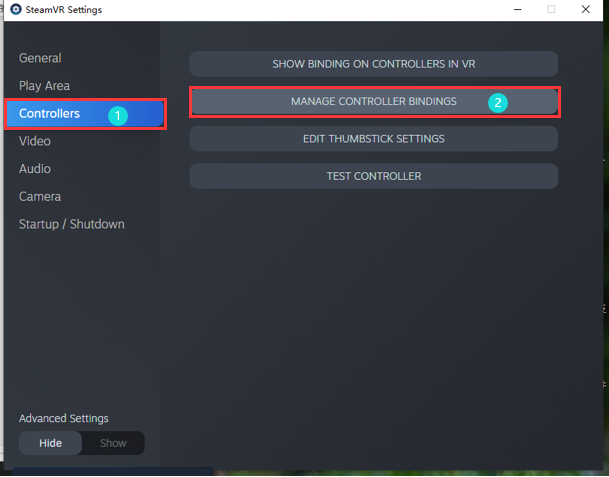 SteamVR Settings
General
Play Area
Controllers 1
Video
Audio
Camera
Startup / Shutdown
SHOW BINDING ON CONTROLLERS IN VR
MANAGE CONTROLLER BINDINGS 2
EDIT THUMBSTICK SETTINGS
TEST CONTROLLER
Advanced Settings
Hide Show